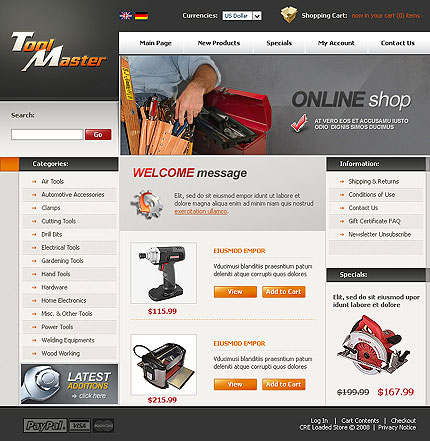 Currencies: US Dollar
Shopping Cart: now in your cart (0) items
Tool Master
Main Page New Products Specials My Account Contact Us
ONLINE shop
AT VERO EOS ET ACCUSAMU IUSTO
ODIO DIGNIS SIMOS DUCIMUS
Search:
Go
Categories:
Air Tools
Automotive Accessories
Clamps
Cutting Tools
Drill Bits
Electrical Tools
Gardening Tools
Hand Tools
Hardware
Home Electronics
Misc. & Other Tools
Power Tools
Welding Equipments
Wood Working
LATEST
ADDITIONS
click here
WELCOME message
Elit, sed do sit eiusmod empor idunt ut labore et
dolore magna aliqua enim ad minim niam quis nostrud
exercitation ullamco.
EIUSMOD EMPOR
Vducimus blanditiis praesentium patum
deleniti atque corrupti quos dolores
View Add to Cart
$115.99
EIUSMOD EMPOR
Vducimus blanditiis praesentium patum
deleniti atque corrupti quos dolores
View Add to Cart
$215.99
Information:
Shipping & Returns
Conditions of Use
Contact Us
Gift Certificate FAQ
Newsletter Unsubscribe
Specials:
Elit, sed do sit eiusmod upor
idunt ut labore et dolore
$199.99 $167.99
PayPal VISA
Log In | Cart Contents | Checkout
CRE Loaded Store © 2008 | Privacy Notice